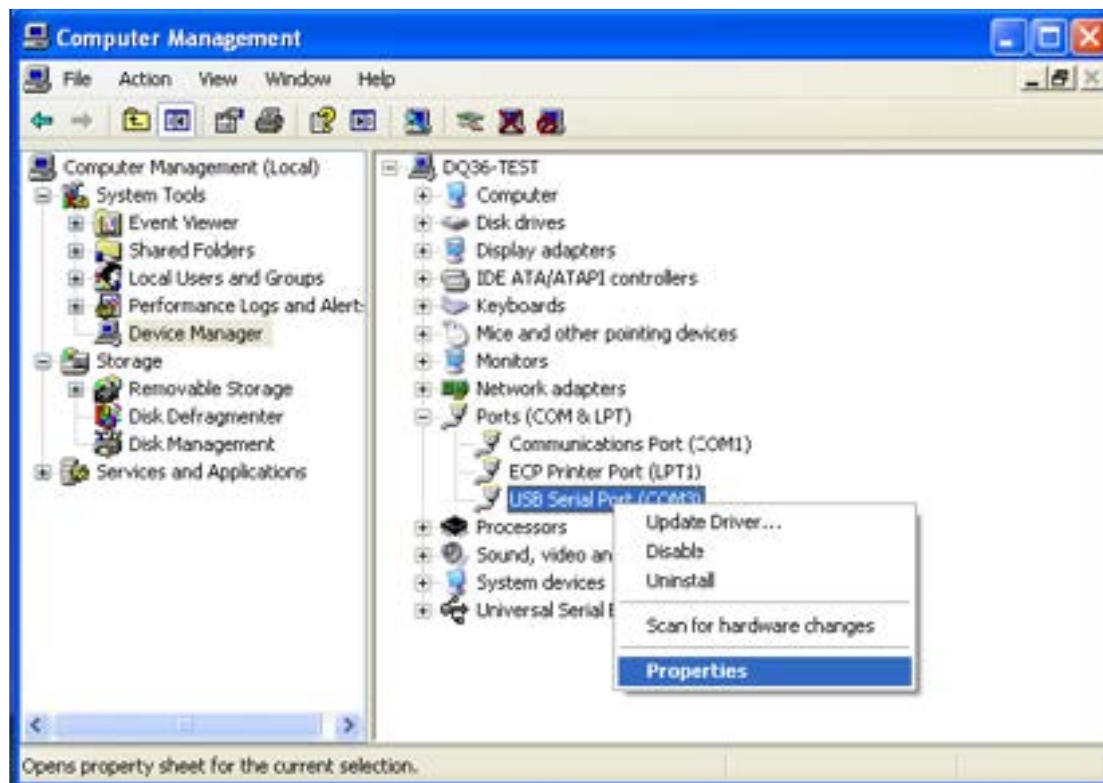 Computer Management
File Action View Window Help
Computer Management (Local)
System Tools
Event Viewer
Shared Folders
Local Users and Groups
Performance Logs and Alert
Device Manager
Storage
Removable Storage
Disk Defragmenter
Disk Management
Services and Applications
DQ36-TEST
Computer
Disk drives
Display adapters
IDE ATA/ATAPI controllers
Keyboards
Mice and other pointing devices
Monitors
Network adapters
Ports (COM & LPT)
Communications Port (COM1)
ECP Printer Port (LPT1)
USB Serial Port (COM3)
Processors
Sound, video an
System devices
Universal Serial
Update Driver...
Disable
Uninstall
Scan for hardware changes
Properties
Opens property sheet for the current selection.